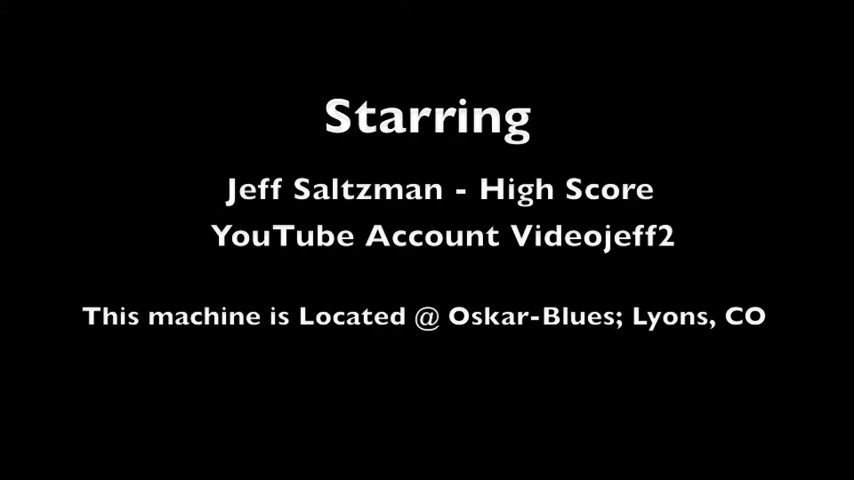 Starring
Jeff Saltzman - High Score
YouTube Account Videojeff2
This machine is Located @ Oskar-Blues; Lyons, CO